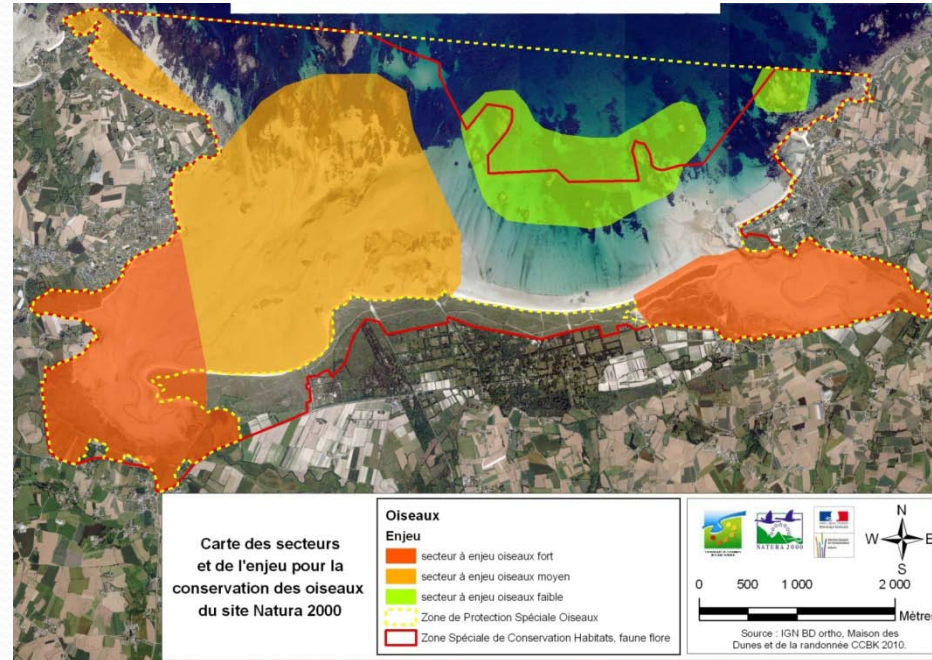 Carte des secteurs
et de l'enjeu pour la
conservation des oiseaux
du site Natura 2000
Oiseaux
Enjeu
secteur à enjeu oiseaux fort
secteur à enjeu oiseaux moyen
secteur à enjeu oiseaux faible
Zone de Protection Spéciale Oiseaux
Zone Spéciale de Conservation Habitats, faune flore
NATURA 2000
N
W
E
S
0 500 1 000 2 000
Mètres
Source : IGN BD ortho, Maison des
Dunes et de la randonnée CCBK 2010.